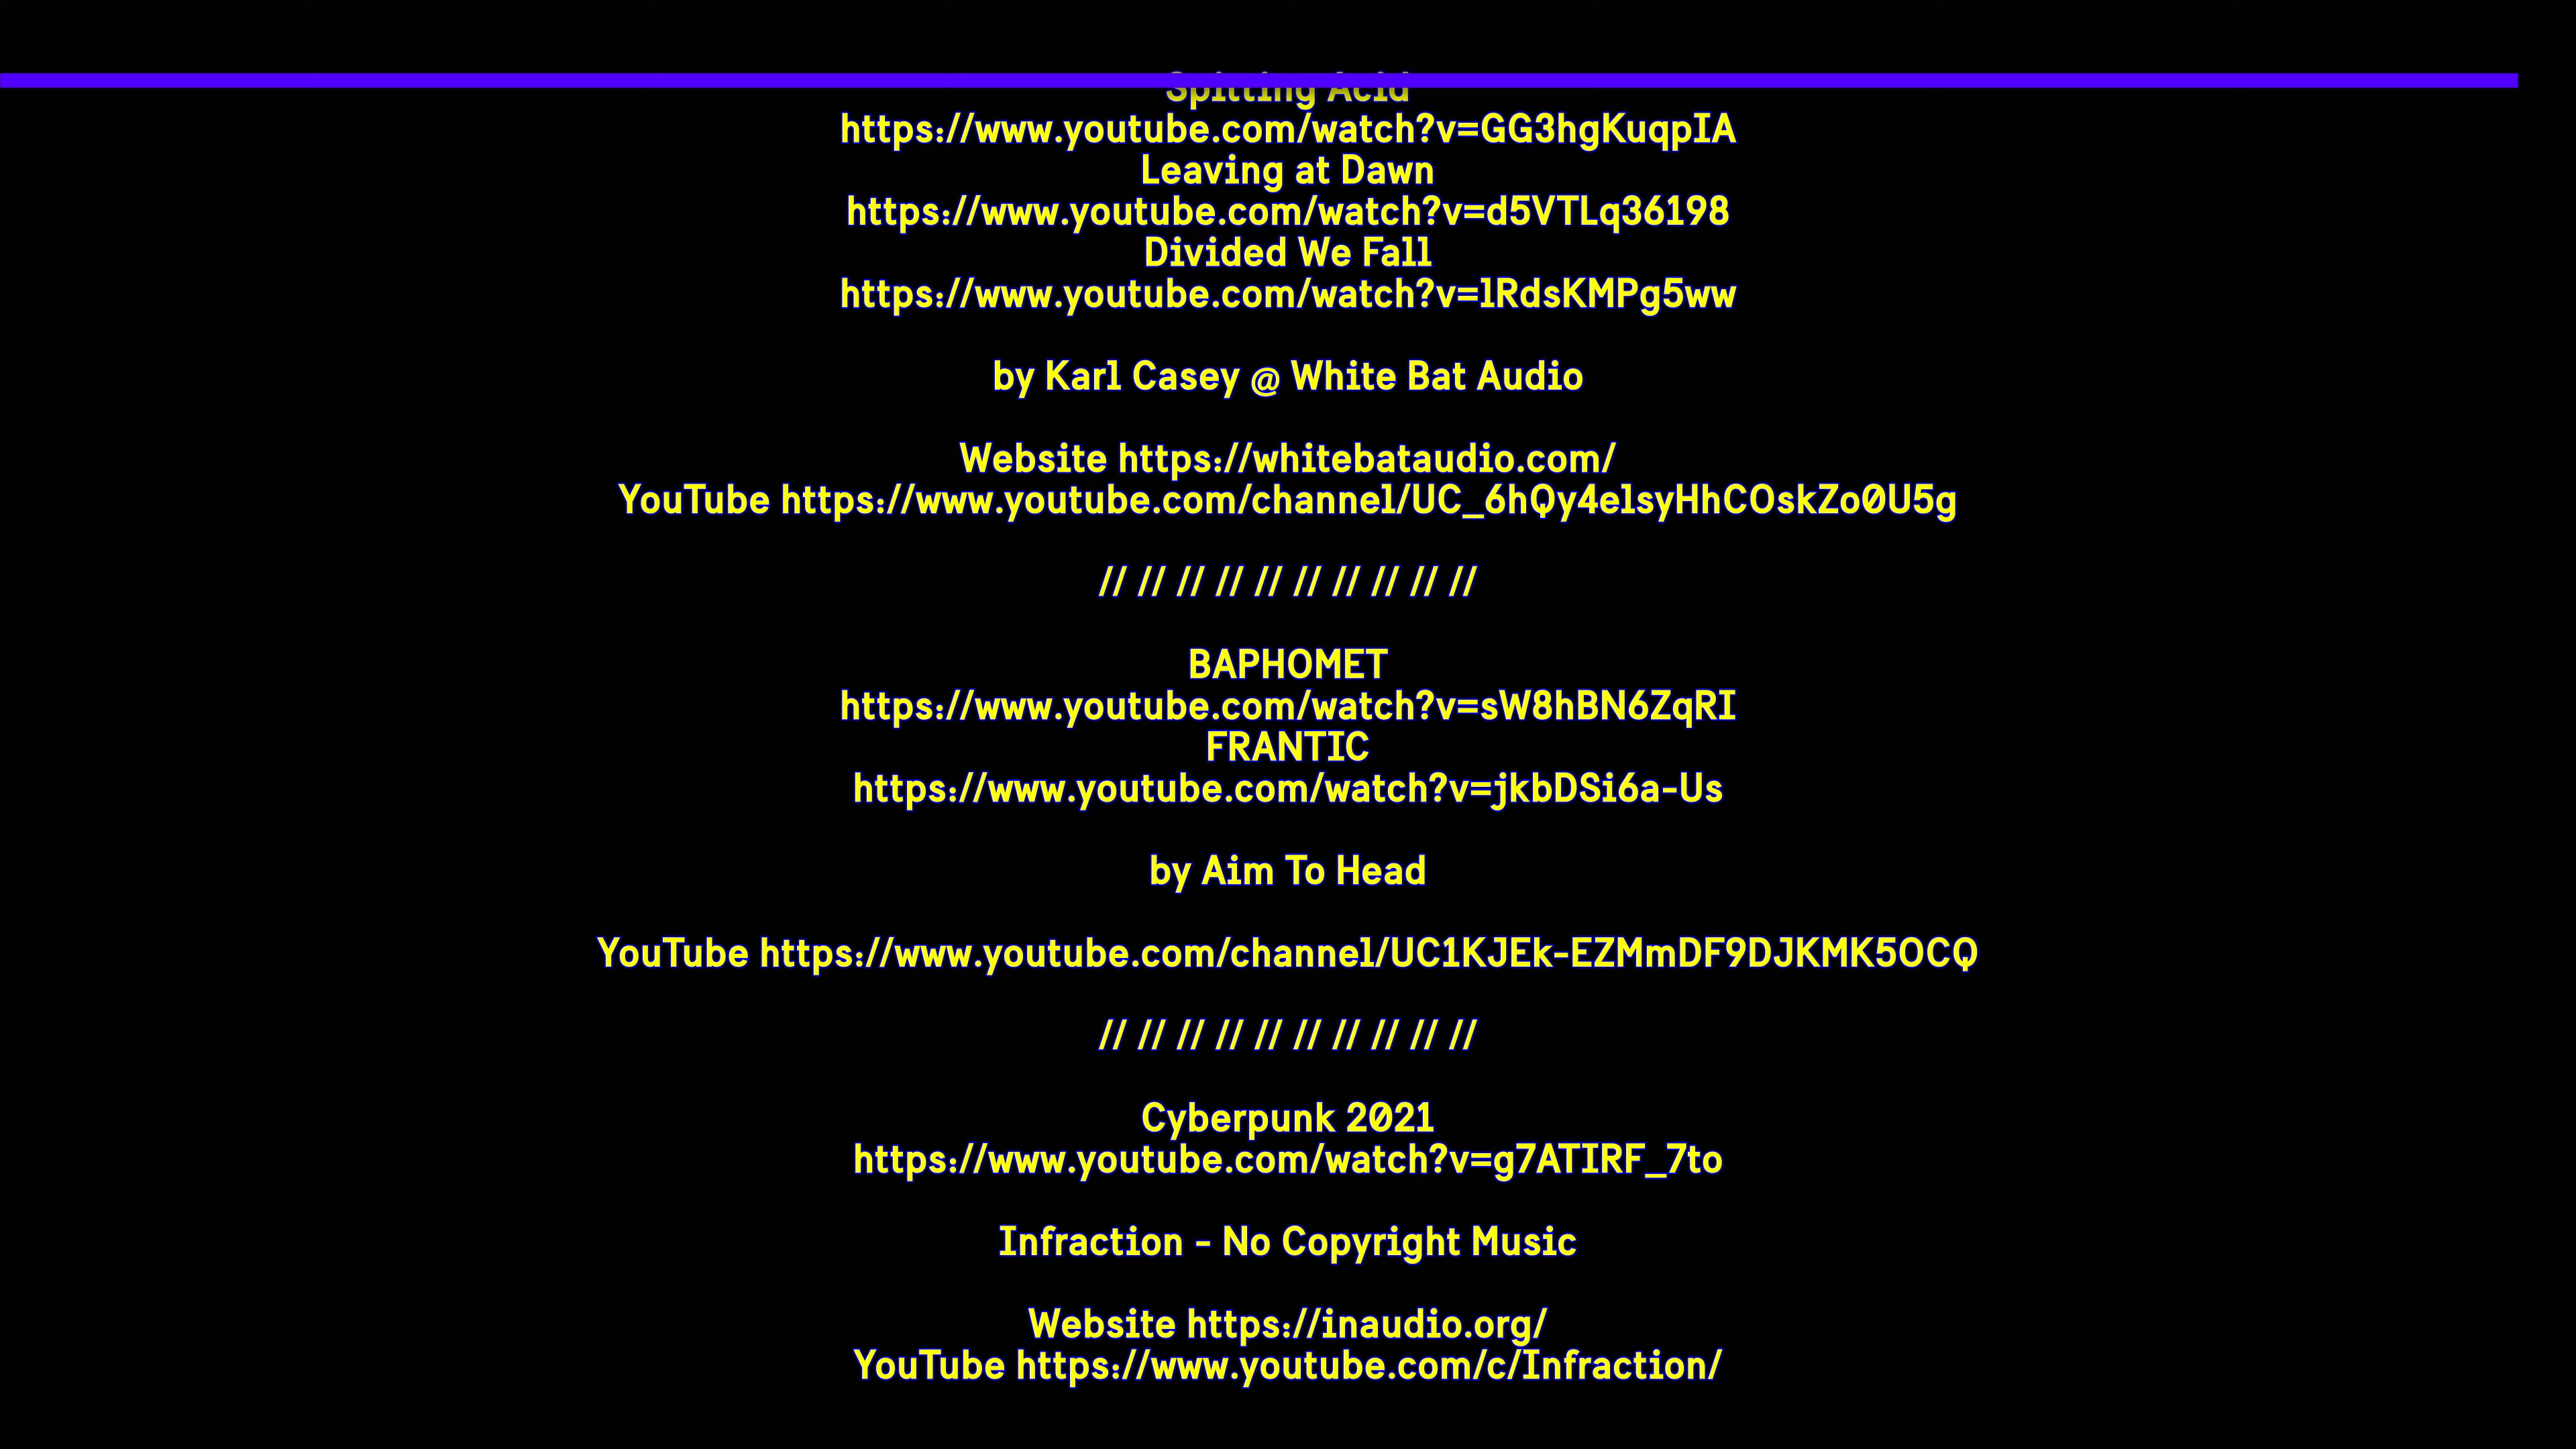 Spitting Acid
https://www.youtube.com/watch?v=GG3hgKuqpIA
Leaving at Dawn
https://www.youtube.com/watch?v=d5VTLq36198
Divided We Fall
https://www.youtube.com/watch?v=lRdsKMPg5ww
by Karl Casey @ White Bat Audio
Website https://whitebataudio.com/
YouTube https://www.youtube.com/channel/UC_6hQy4elsyHhCOskZo0U5g
// // // // // // // // // //
BAPHOMET
https://www.youtube.com/watch?v=sW8hBN6ZqRI
FRANTIC
https://www.youtube.com/watch?v=jkbDSi6a-Us
by Aim To Head
YouTube https://www.youtube.com/channel/UC1KJEk-EZMmDF9DJKMK5OCQ
// // // // // // // // // //
Cyberpunk 2021
https://www.youtube.com/watch?v=g7ATIRF_7to
Infraction - No Copyright Music
Website https://inaudio.org/
YouTube https://www.youtube.com/c/Infraction/